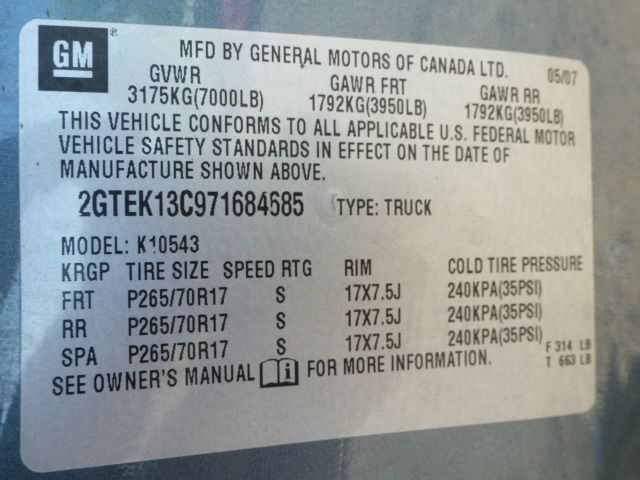 GM ®
MFD BY GENERAL MOTORS OF CANADA LTD. 05/07
GVWR GAWR FRT GAWR RR
3175KG(7000LB) 1792KG(3950LB) 1792KG(3950LB)
THIS VEHICLE CONFORMS TO ALL APPLICABLE U.S. FEDERAL MOTOR
VEHICLE SAFETY STANDARDS IN EFFECT ON THE DATE OF
MANUFACTURE SHOWN ABOVE.
2GTEK13C971684685 TYPE: TRUCK
MODEL: K10543
KRGP TIRE SIZE SPEED RTG RIM COLD TIRE PRESSURE
FRT P265/70R17 S 17X7.5J 240KPA(35PSI)
RR P265/70R17 S 17X7.5J 240KPA(35PSI)
SPA P265/70R17 S 17X7.5J 240KPA(35PSI) F 314 LB
SEE OWNER'S MANUAL i FOR MORE INFORMATION. T 663 LB